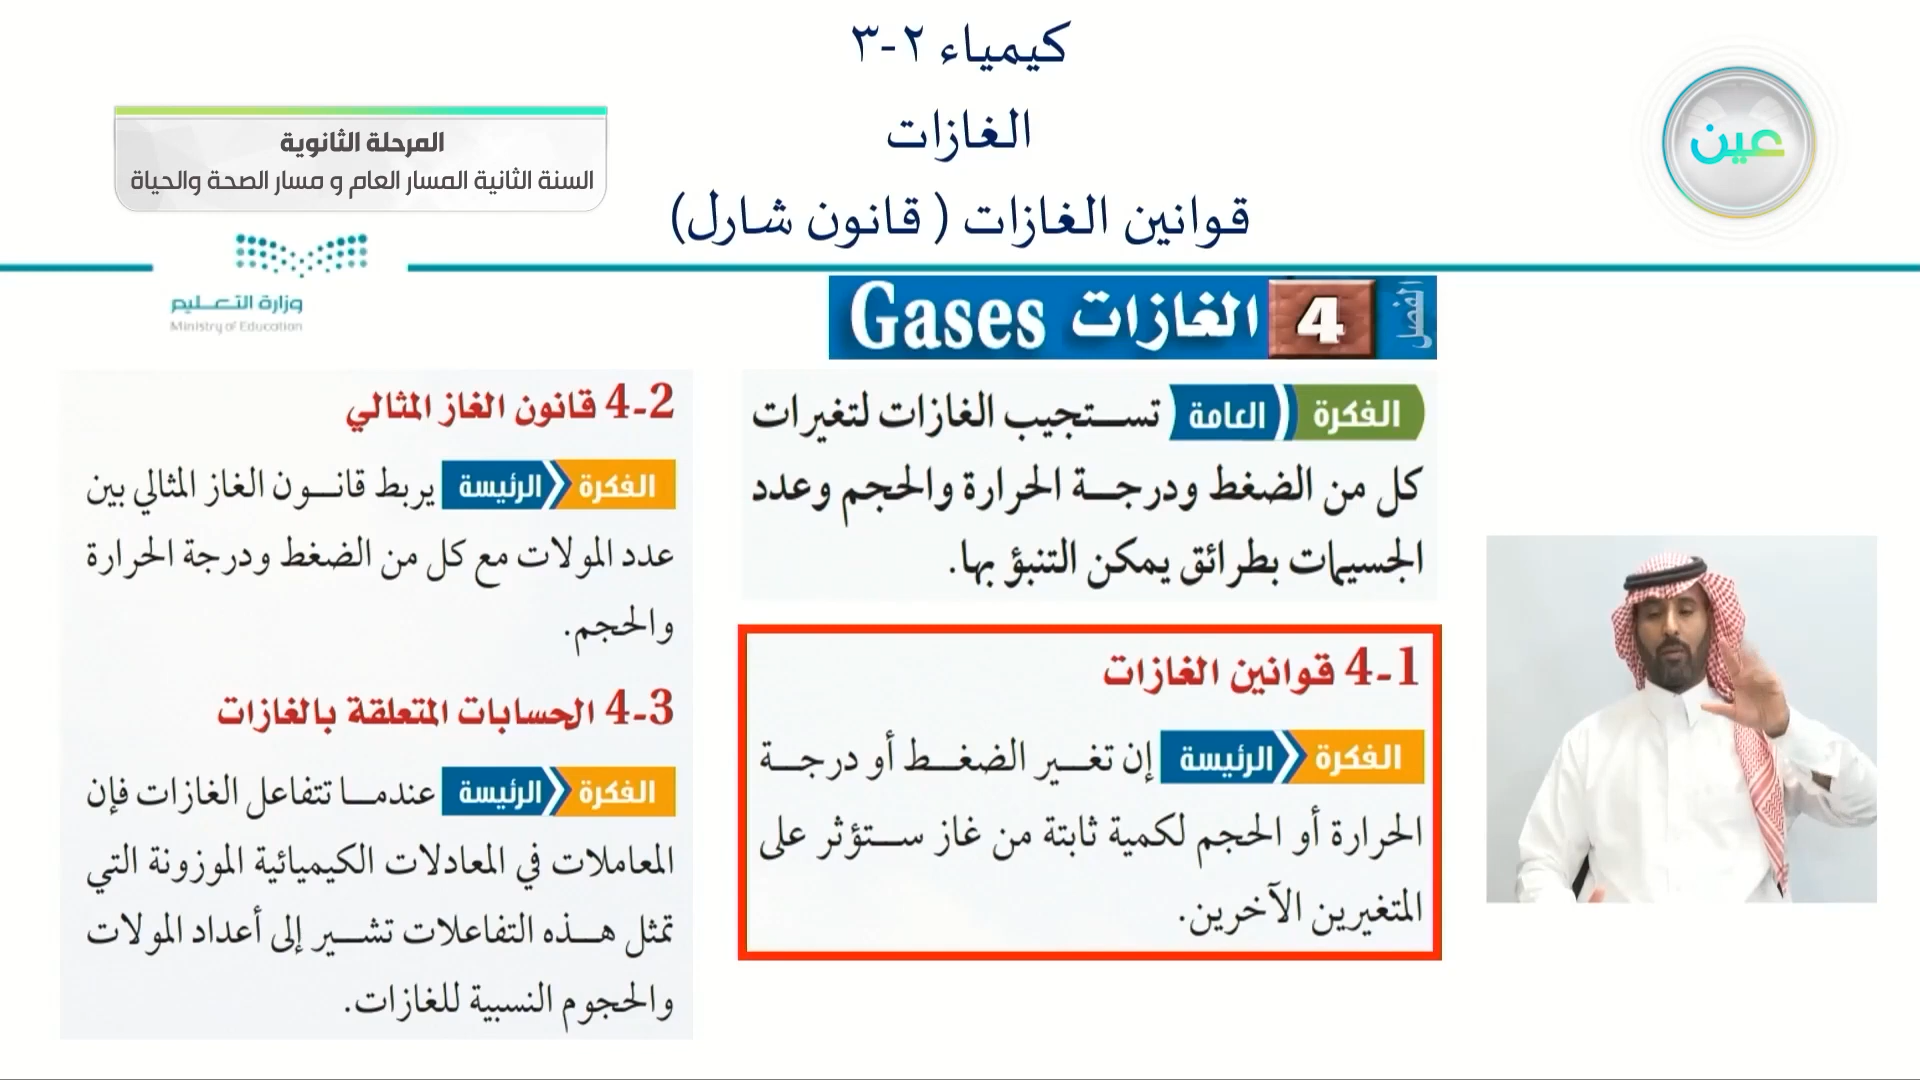 كيمياء ٢-٣
الغازات
قوانين الغازات ( قانون شارل)
عين
المرحلة الثانوية
السنة الثانية المسار العام و مسار الصحة والحياة
وزارة التعليم
Ministry of Education
الفصل 4 الغازات Gases
الفكرة العامة تستجيب الغازات لتغيرات
كل من الضغط ودرجة الحرارة والحجم وعدد
الجسيمات بطرائق يمكن التنبؤ بها.
4-1 قوانين الغازات
الفكرة الرئيسة إن تغير الضغط أو درجة
الحرارة أو الحجم لكمية ثابتة من غاز ستؤثر على
المتغيرين الآخرين.
4-2 قانون الغاز المثالي
الفكرة الرئيسة يربط قانون الغاز المثالي بين
عدد المولات مع كل من الضغط ودرجة الحرارة
والحجم.
4-3 الحسابات المتعلقة بالغازات
الفكرة الرئيسة عندما تتفاعل الغازات فإن
المعاملات في المعادلات الكيميائية الموزونة التي
تمثل هذه التفاعلات تشير إلى أعداد المولات
والحجوم النسبية للغازات.